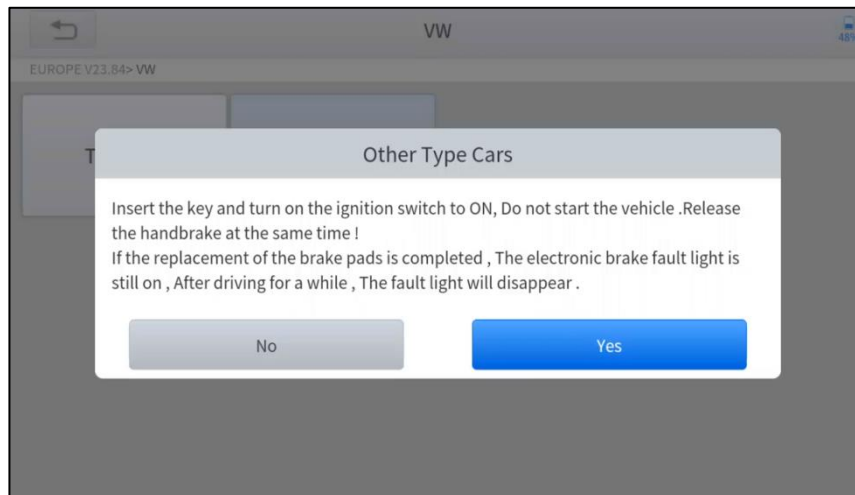 VW
48%
EUROPE V23.84> VW
T
Other Type Cars
Insert the key and turn on the ignition switch to ON, Do not start the vehicle .Release
the handbrake at the same time !
If the replacement of the brake pads is completed , The electronic brake fault light is
still on , After driving for a while , The fault light will disappear .
No
Yes